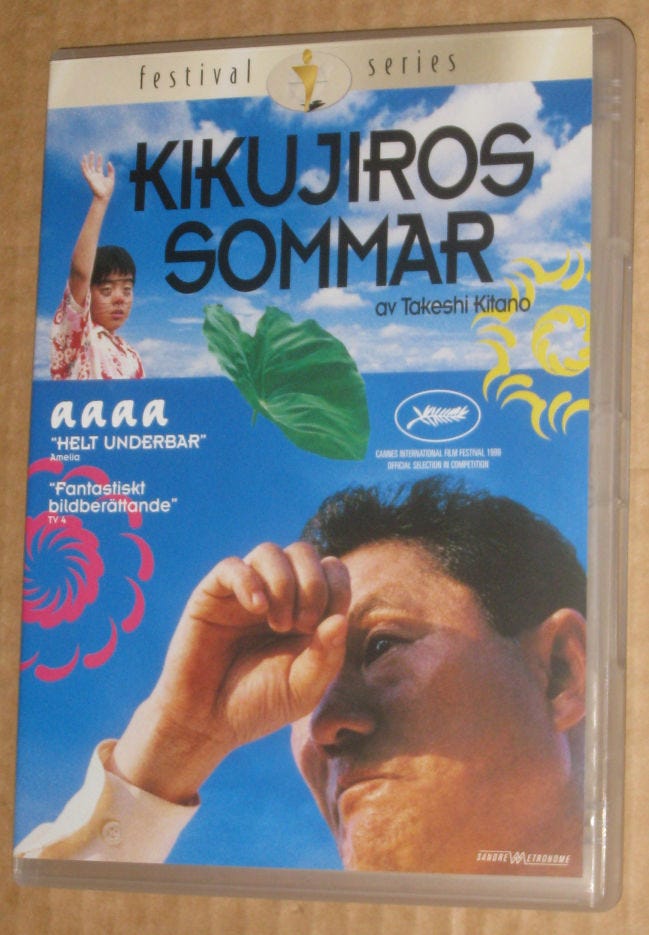 festival series
KIKUJIROS
SOMMAR
av Takeshi Kitano
aaaa
"HELT UNDERBAR"
Amelia
CANNES INTERNATIONAL FILM FESTIVAL 1999
OFFICIAL SELECTION IN COMPETITION
"Fantastiskt
bildberättande"
TV 4
SANDREW METRONOME